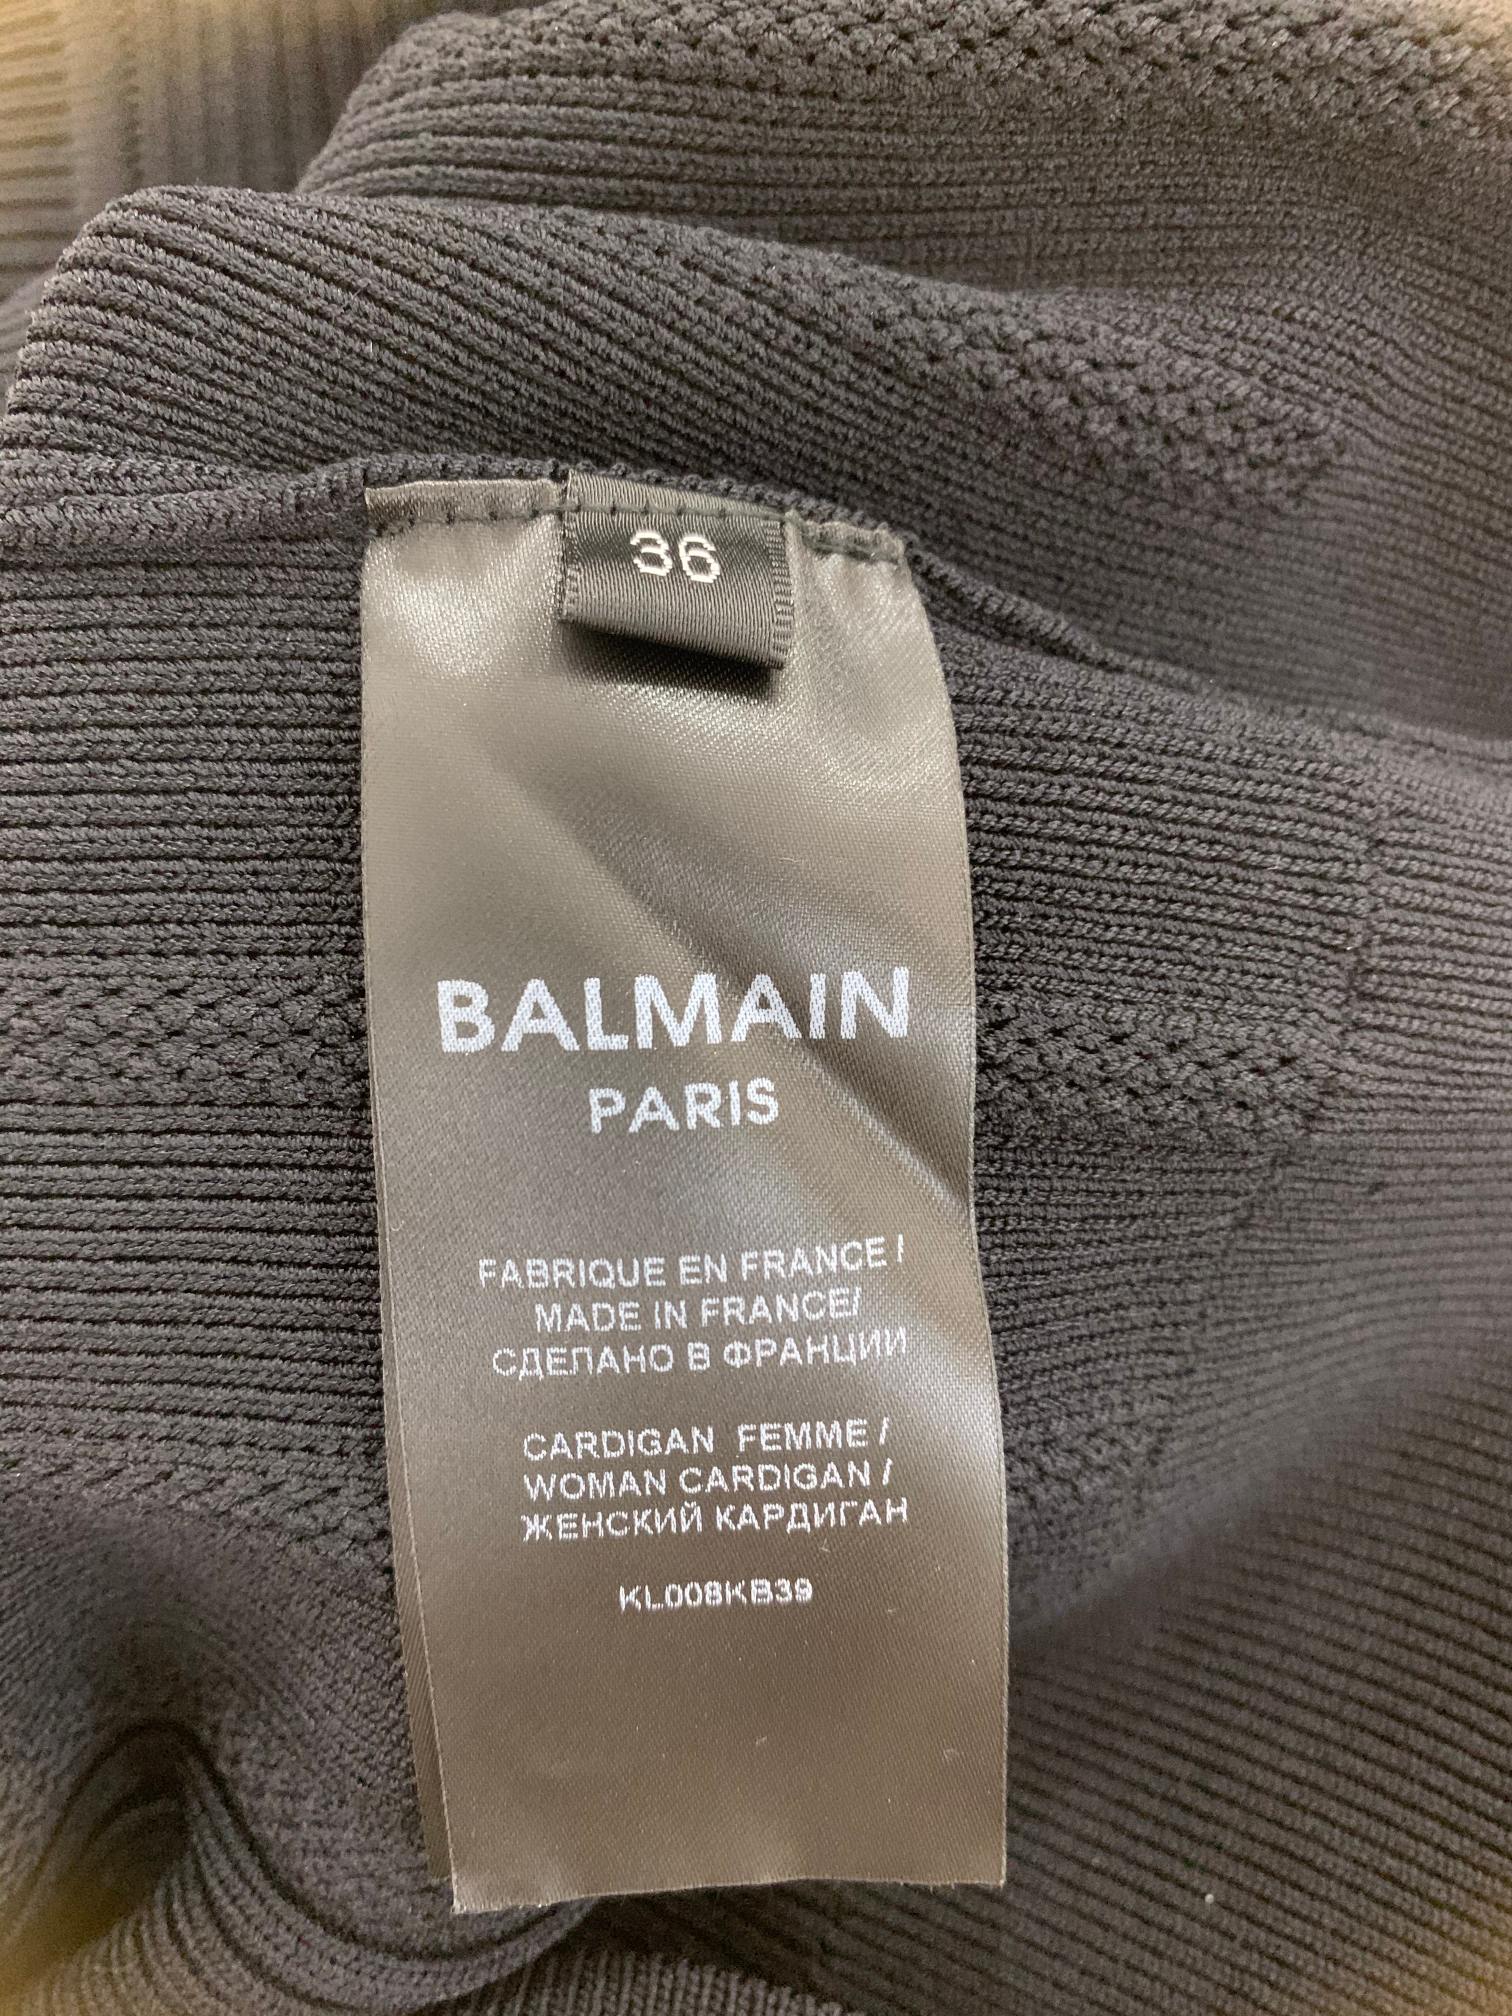 36
BALMAIN
PARIS
FABRIQUE EN FRANCE /
MADE IN FRANCE/
СДЕЛАНО В ФРАНЦИИ
CARDIGAN FEMME /
WOMAN CARDIGAN /
ЖЕНСКИЙ КАРДИГАН
KL008KB39